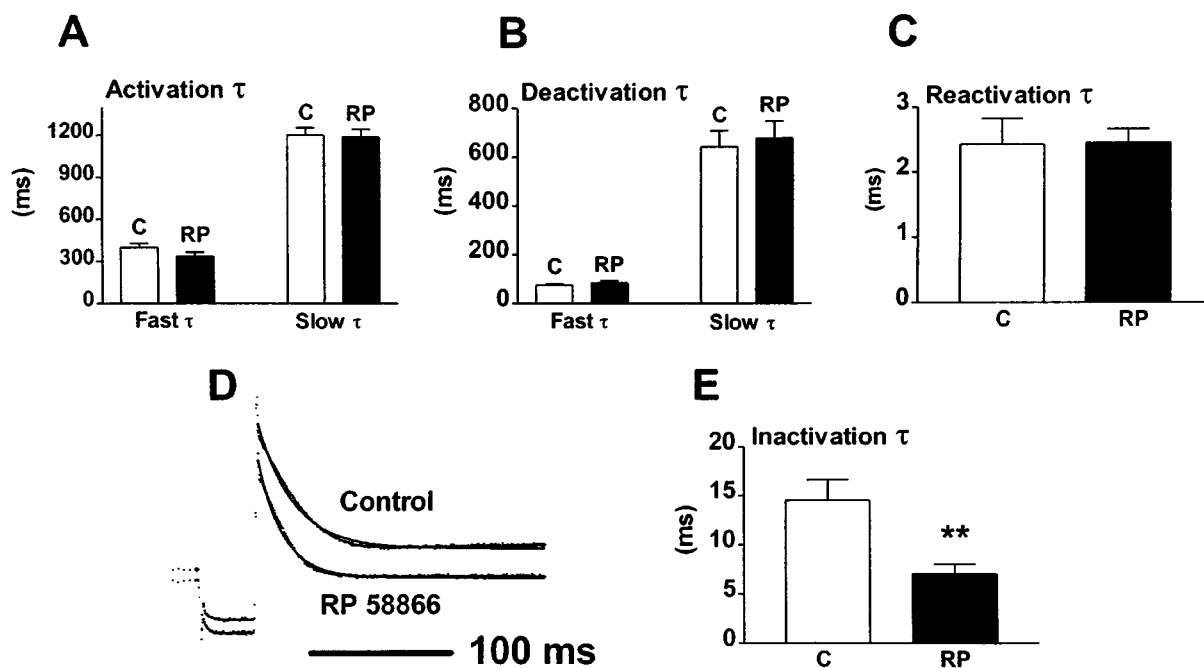 A
Activation τ
(ms)
1200
900
600
300
0
C
RP
C
RP
Fast τ
Slow τ
B
Deactivation τ
(ms)
800
600
400
200
0
C
RP
C
RP
Fast τ
Slow τ
C
Reactivation τ
(ms)
3
2
1
0
C
RP
D
Control
RP 58866
100 ms
E
Inactivation τ
(ms)
20
15
10
5
0
**
C
RP